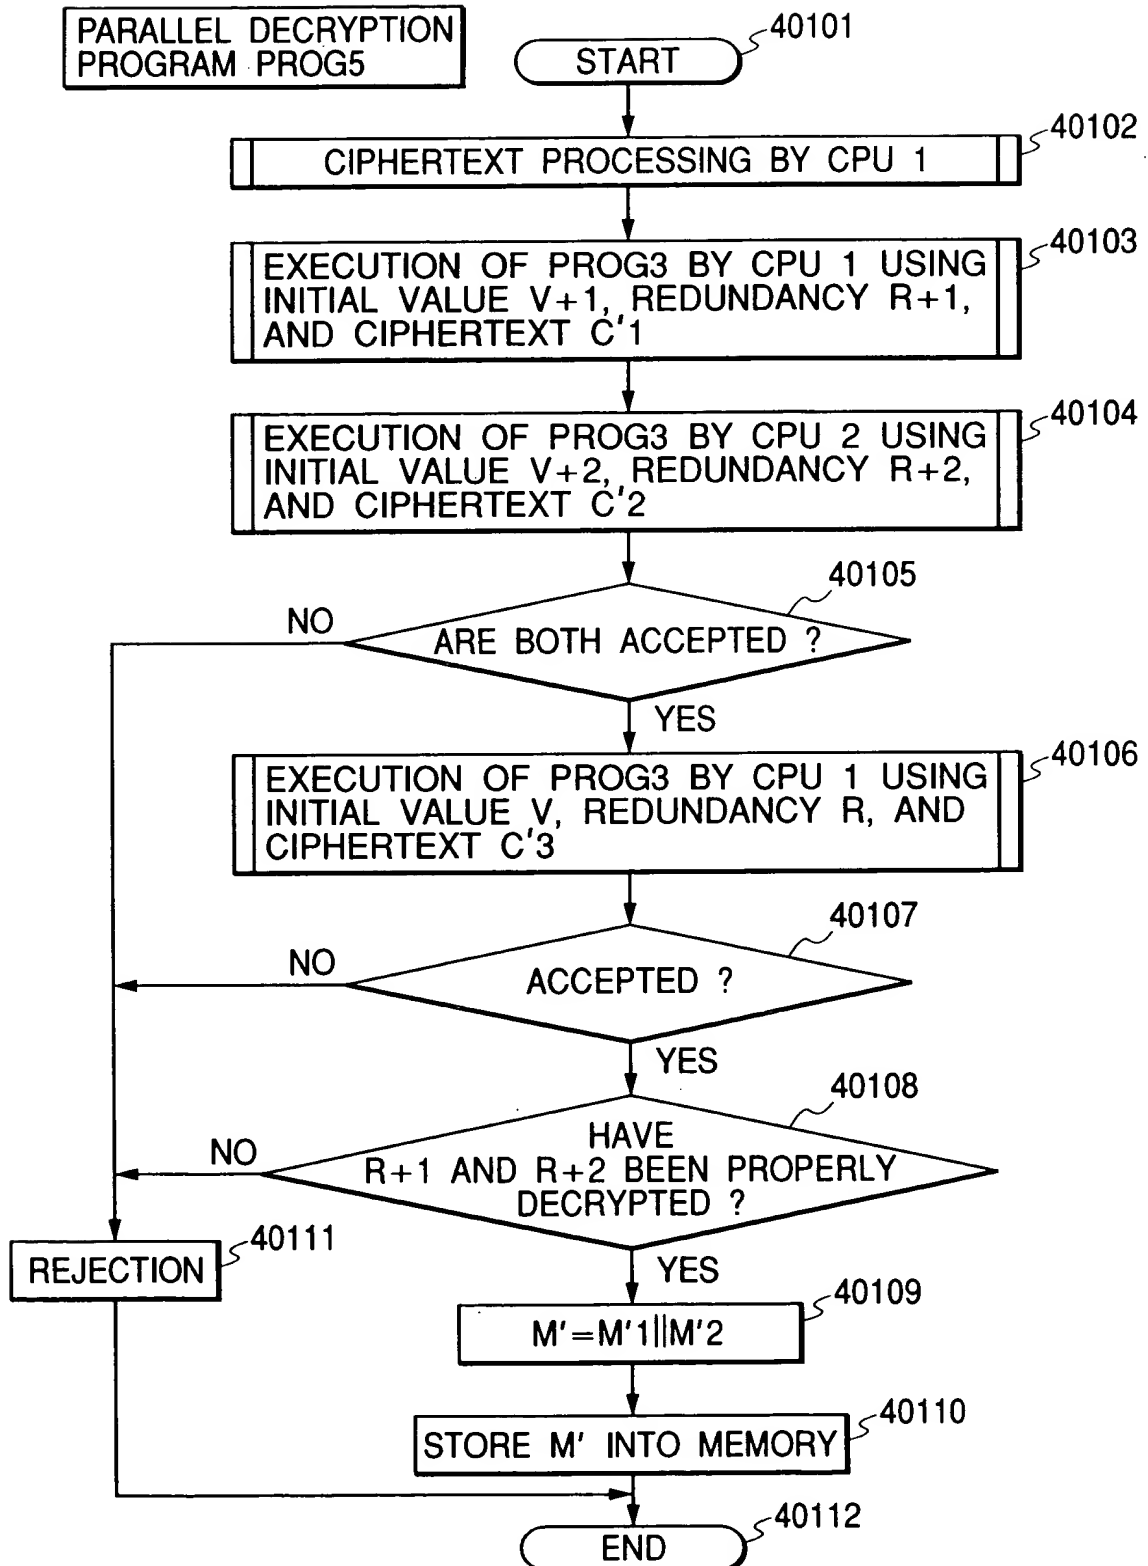 PARALLEL DECRYPTION
PROGRAM PROG5
START
40101
CIPHERTEXT PROCESSING BY CPU 1
40102
EXECUTION OF PROG3 BY CPU 1 USING
INITIAL VALUE V+1, REDUNDANCY R+1,
AND CIPHERTEXT C'1
40103
EXECUTION OF PROG3 BY CPU 2 USING
INITIAL VALUE V+2, REDUNDANCY R+2,
AND CIPHERTEXT C'2
40104
40105
NO
ARE BOTH ACCEPTED ?
YES
EXECUTION OF PROG3 BY CPU 1 USING
INITIAL VALUE V, REDUNDANCY R, AND
CIPHERTEXT C'3
40106
40107
NO
ACCEPTED ?
YES
40108
NO
HAVE
R+1 AND R+2 BEEN PROPERLY
DECRYPTED ?
YES
REJECTION
40111
M'=M'1||M'2
40109
STORE M' INTO MEMORY
40110
END
40112